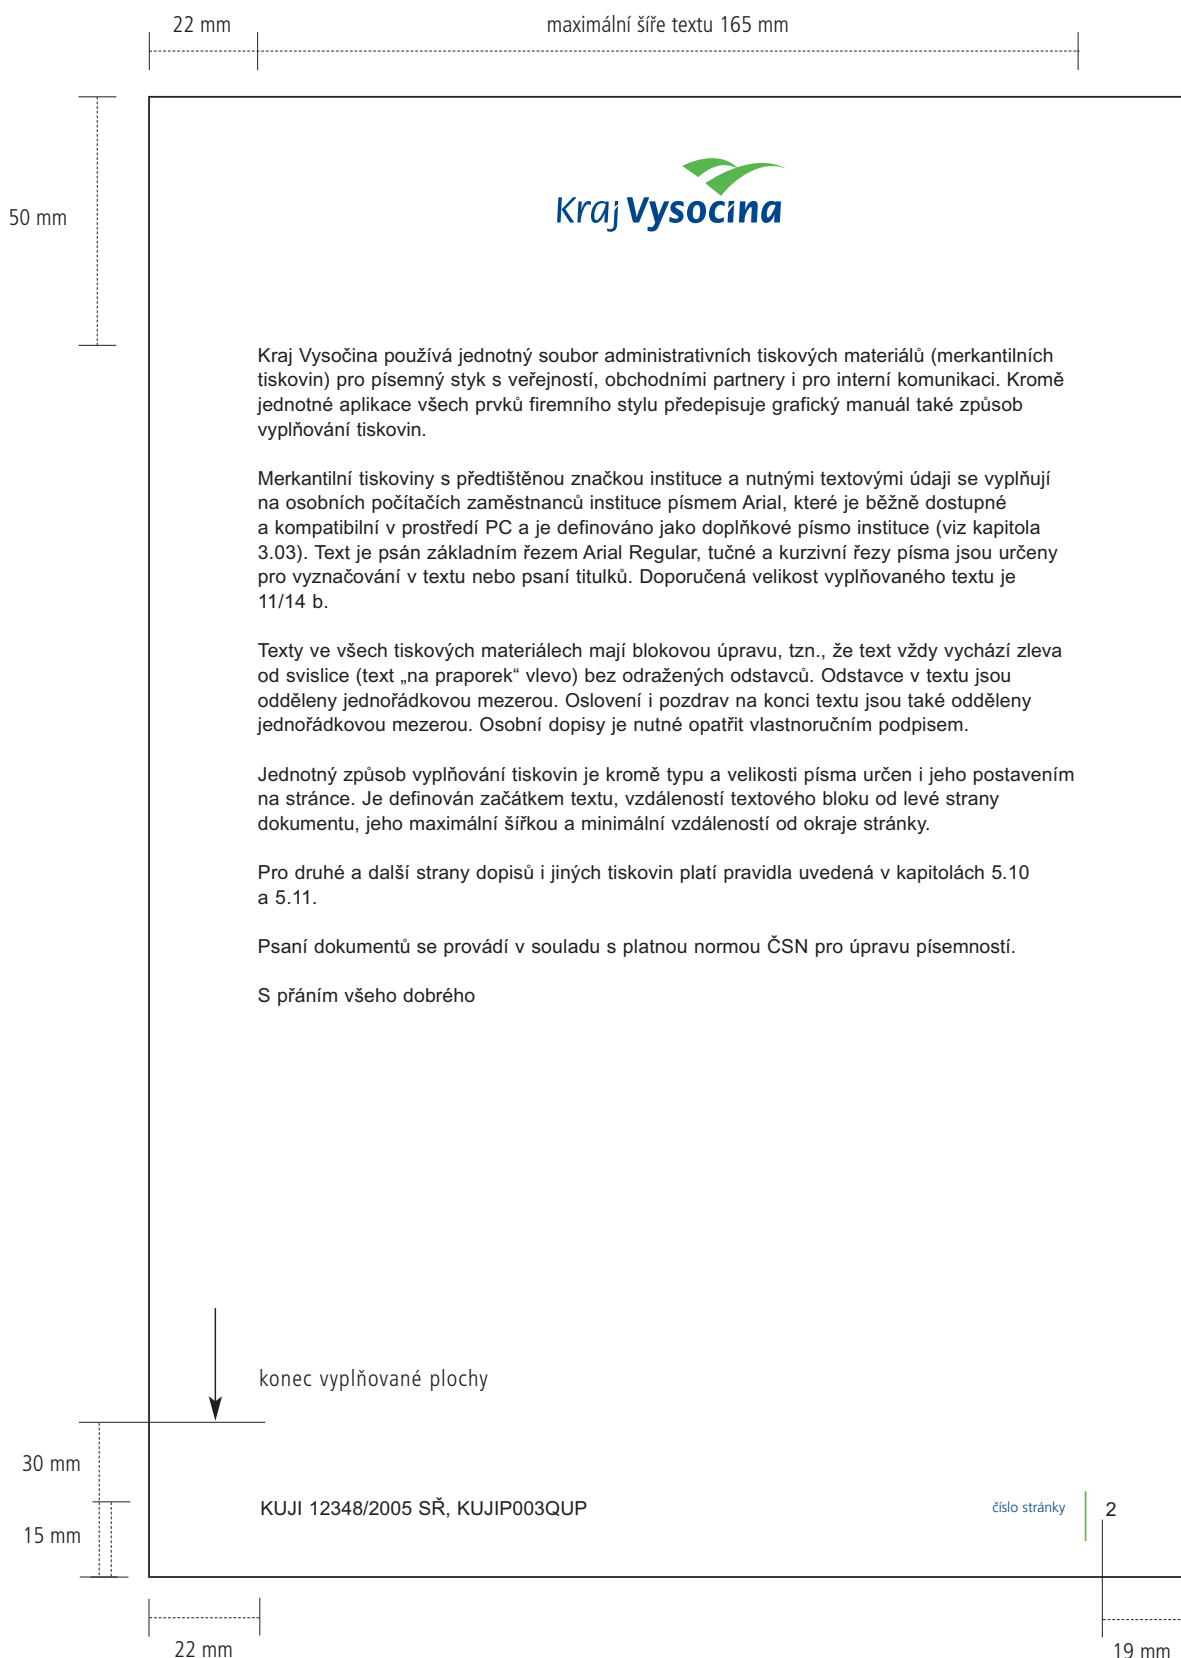 22 mm
maximální šíře textu 165 mm
50 mm
Kraj Vysočina
Kraj Vysočina používá jednotný soubor administrativních tiskových materiálů (merkantilních
tiskovin) pro písemný styk s veřejností, obchodními partnery i pro interní komunikaci. Kromě
jednotné aplikace všech prvků firemního stylu předepisuje grafický manuál také způsob
vyplňování tiskovin.
Merkantilní tiskoviny s předtištěnou značkou instituce a nutnými textovými údaji se vyplňují
na osobních počítačích zaměstnanců instituce písmem Arial, které je běžně dostupné
a kompatibilní v prostředí PC a je definováno jako doplňkové písmo instituce (viz kapitola
3.03). Text je psán základním řezem Arial Regular, tučné a kurzivní řezy písma jsou určeny
pro vyznačování v textu nebo psaní titulků. Doporučená velikost vyplňovaného textu je
11/14 b.
Texty ve všech tiskových materiálech mají blokovou úpravu, tzn., že text vždy vychází zleva
od svislice (text „na praporek“ vlevo) bez odražených odstavců. Odstavce v textu jsou
odděleny jednořádkovou mezerou. Oslovení i pozdrav na konci textu jsou také odděleny
jednořádkovou mezerou. Osobní dopisy je nutné opatřit vlastnoručním podpisem.
Jednotný způsob vyplňování tiskovin je kromě typu a velikosti písma určen i jeho postavením
na stránce. Je definován začátkem textu, vzdáleností textového bloku od levé strany
dokumentu, jeho maximální šířkou a minimální vzdáleností od okraje stránky.
Pro druhé a další strany dopisů i jiných tiskovin platí pravidla uvedená v kapitolách 5.10
a 5.11.
Psaní dokumentů se provádí v souladu s platnou normou ČSN pro úpravu písemností.
S přáním všeho dobrého
konec vyplňované plochy
30 mm
KUJI 12348/2005 SŘ, KUJIP003QUP
číslo stránky
2
15 mm
22 mm
19 mm